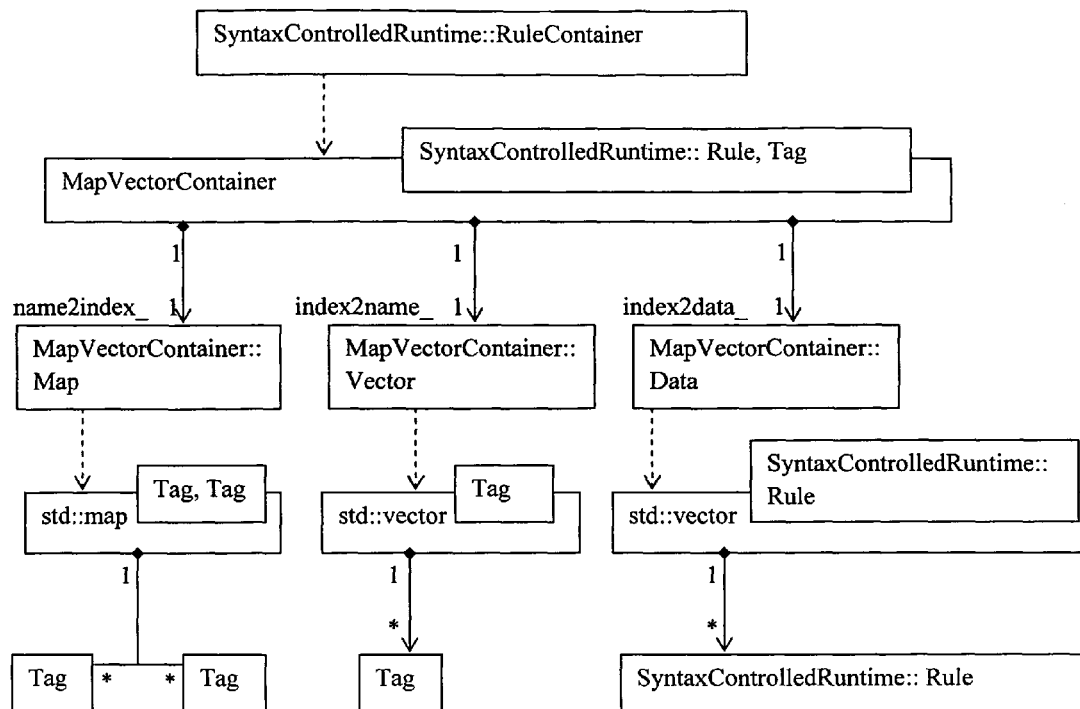 SyntaxControlledRuntime::RuleContainer
SyntaxControlledRuntime:: Rule, Tag
MapVectorContainer
1 1 1
name2index_ 1 index2name_ 1 index2data_ 1
MapVectorContainer::
Map
MapVectorContainer::
Vector
MapVectorContainer::
Data
Tag, Tag
std::map
Tag
std::vector
SyntaxControlledRuntime::
Rule
std::vector
1 1 1
* * * *
Tag Tag Tag SyntaxControlledRuntime:: Rule